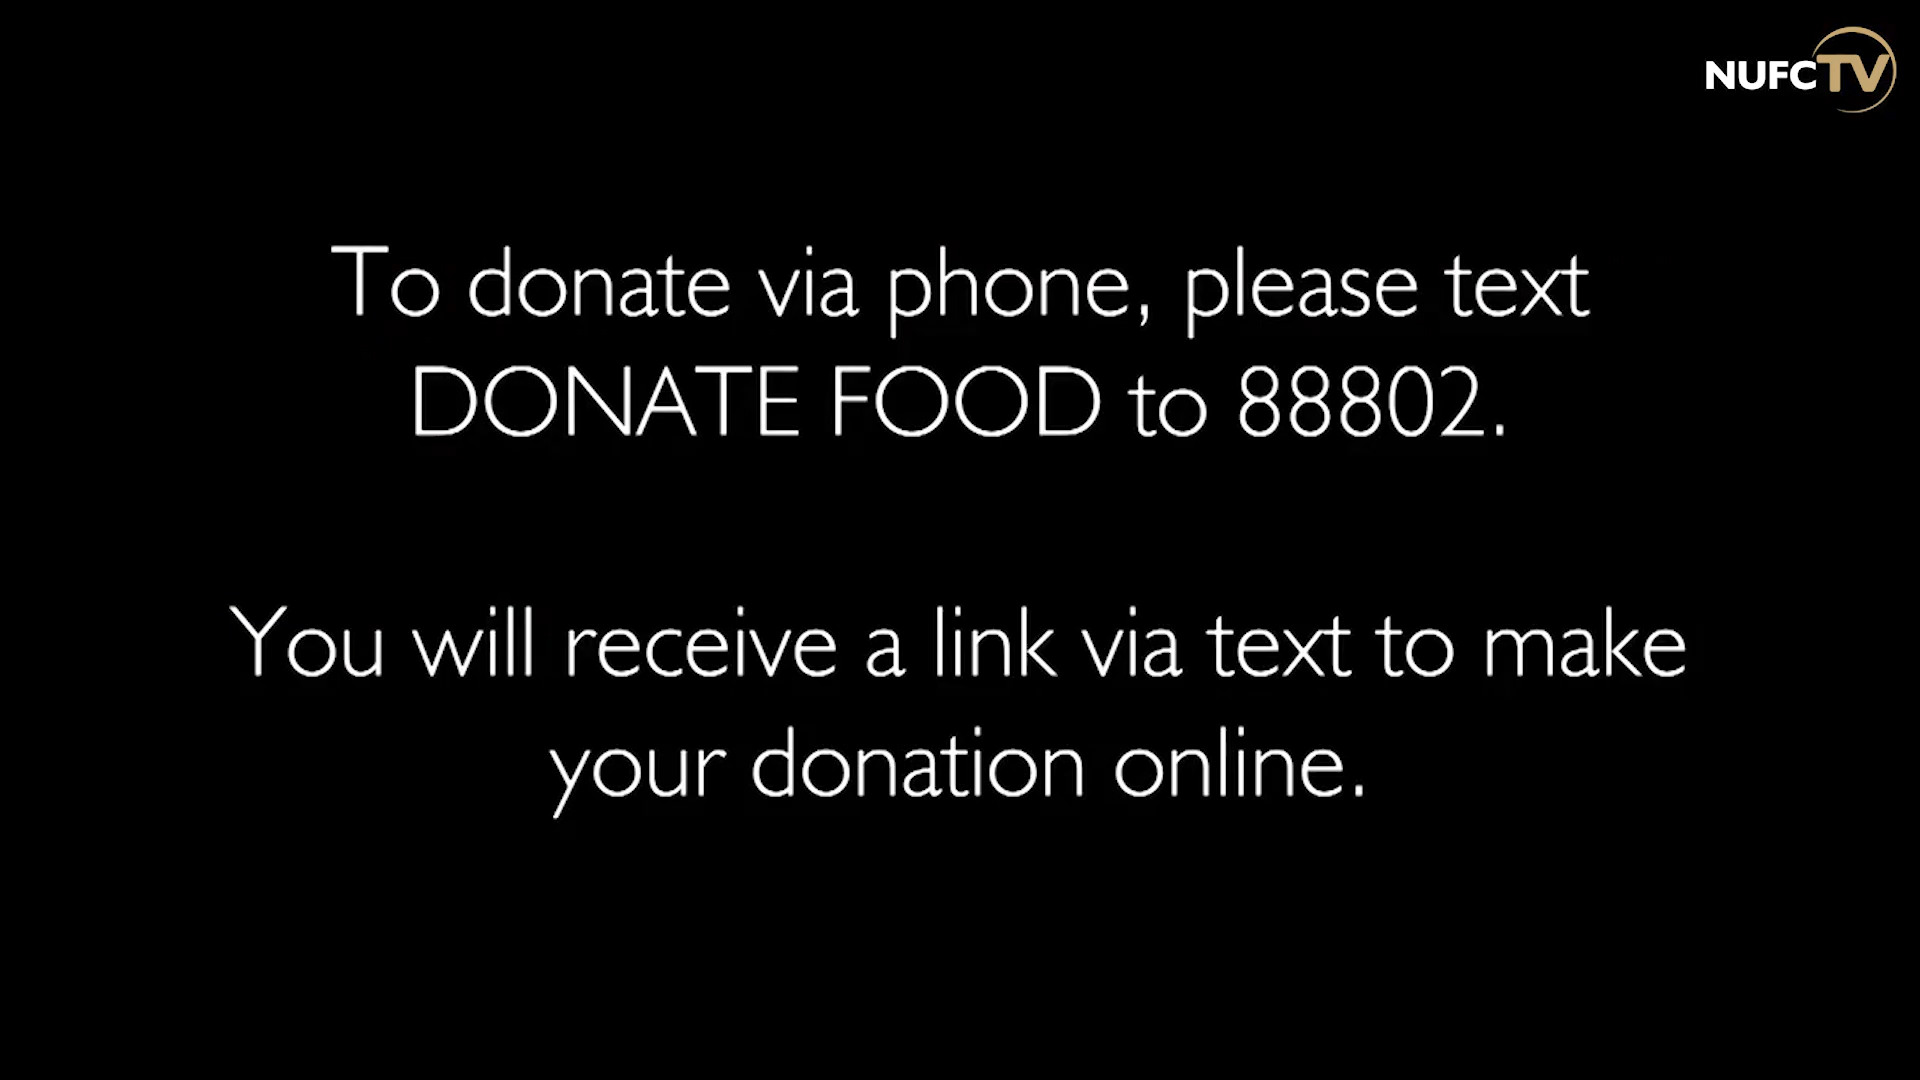 NUFCTV
To donate via phone, please text
DONATE FOOD to 88802.
You will receive a link via text to make
your donation online.